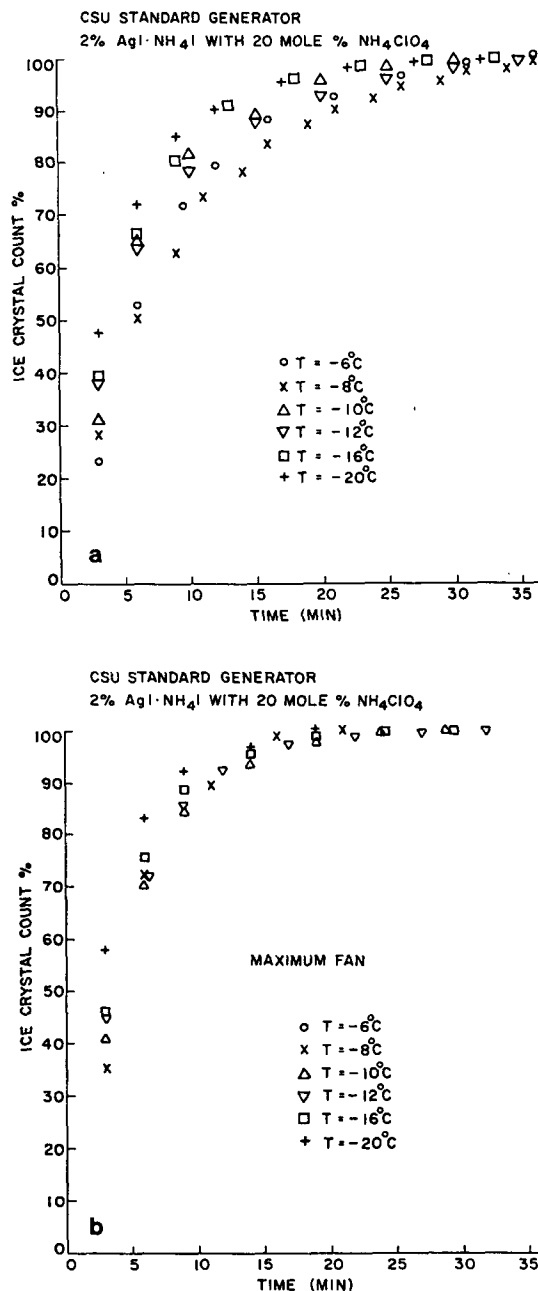 CSU STANDARD GENERATOR
2% AgI·NH4I WITH 20 MOLE % NH4ClO4
100
90
80
70
60
50
40
30
20
10
0
ICE CRYSTAL COUNT %
○ T = -6°C
x T = -8°C
△ T = -10°C
▽ T = -12°C
□ T = -16°C
+ T = -20°C
a
0 5 10 15 20 25 30 35
TIME (MIN)
CSU STANDARD GENERATOR
2% AgI·NH4I WITH 20 MOLE % NH4ClO4
100
90
80
70
60
50
40
30
20
10
0
ICE CRYSTAL COUNT %
MAXIMUM FAN
○ T = -6°C
x T = -8°C
△ T = -10°C
▽ T = -12°C
□ T = -16°C
+ T = -20°C
b
0 5 10 15 20 25 30 35
TIME (MIN)